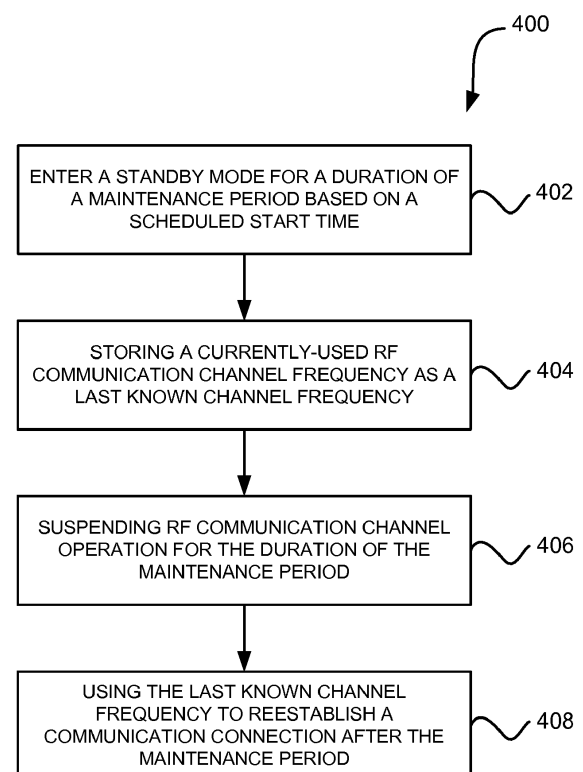 400
ENTER A STANDBY MODE FOR A DURATION OF
A MAINTENANCE PERIOD BASED ON A
SCHEDULED START TIME
402
STORING A CURRENTLY-USED RF
COMMUNICATION CHANNEL FREQUENCY AS A
LAST KNOWN CHANNEL FREQUENCY
404
SUSPENDING RF COMMUNICATION CHANNEL
OPERATION FOR THE DURATION OF THE
MAINTENANCE PERIOD
406
USING THE LAST KNOWN CHANNEL
FREQUENCY TO REESTABLISH A
COMMUNICATION CONNECTION AFTER THE
MAINTENANCE PERIOD
408